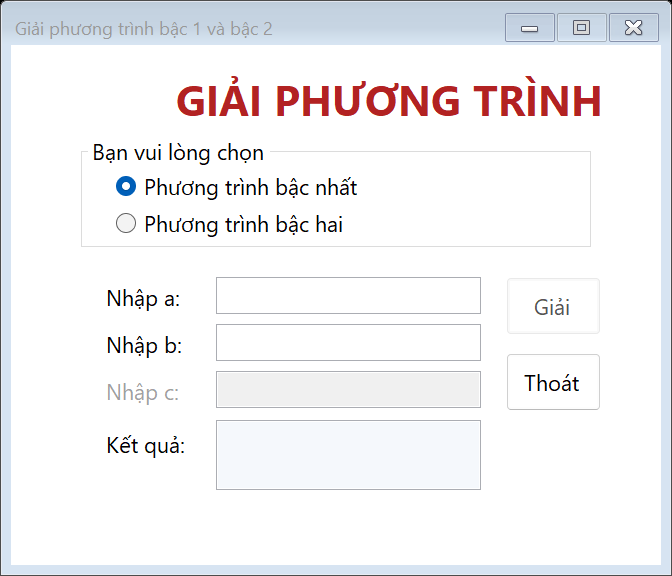 Giải phương trình bậc 1 và bậc 2
GIẢI PHƯƠNG TRÌNH
Bạn vui lòng chọn
Phương trình bậc nhất
Phương trình bậc hai
Nhập a:
Giải
Nhập b:
Thoát
Nhập c:
Kết quả: